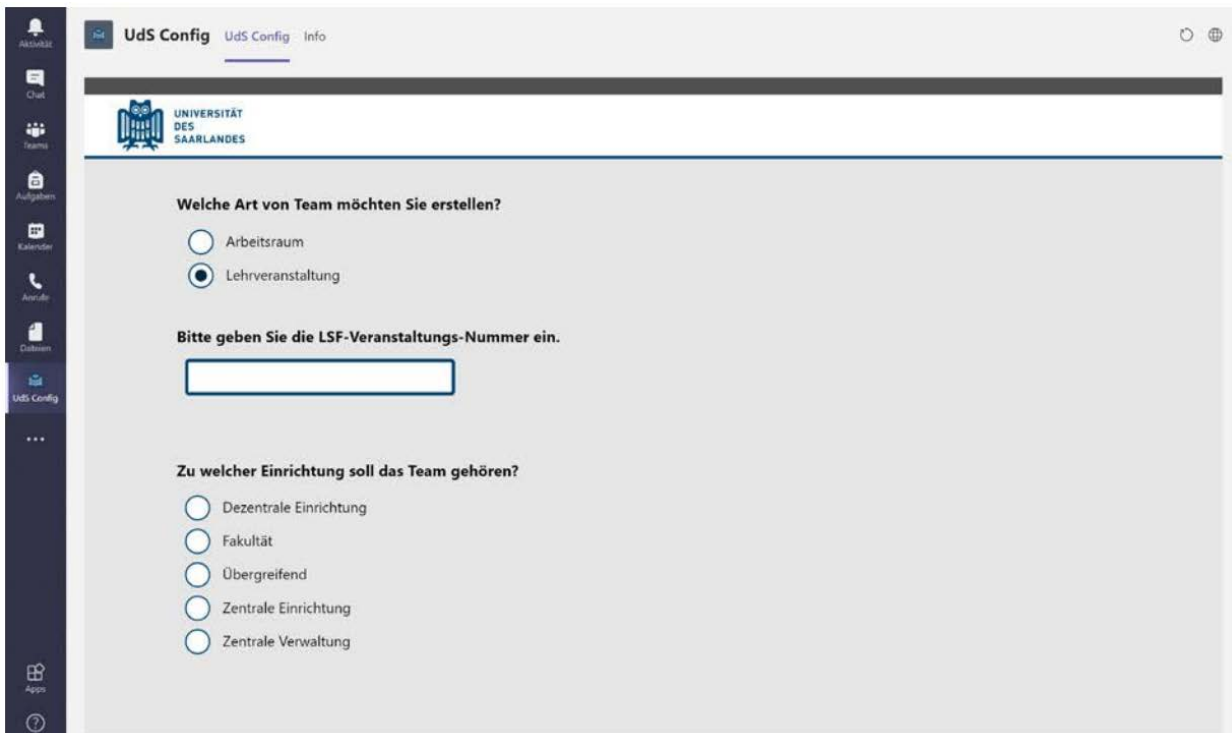 Aktivität
Chat
Teams
Aufgaben
Kalender
Anrufe
Dateien
UdS Config
Apps
UdS Config UdS Config Info
UNIVERSITÄT
DES
SAARLANDES
Welche Art von Team möchten Sie erstellen?
Arbeitsraum
Lehrveranstaltung
Bitte geben Sie die LSF-Veranstaltungs-Nummer ein.
Zu welcher Einrichtung soll das Team gehören?
Dezentrale Einrichtung
Fakultät
Übergreifend
Zentrale Einrichtung
Zentrale Verwaltung